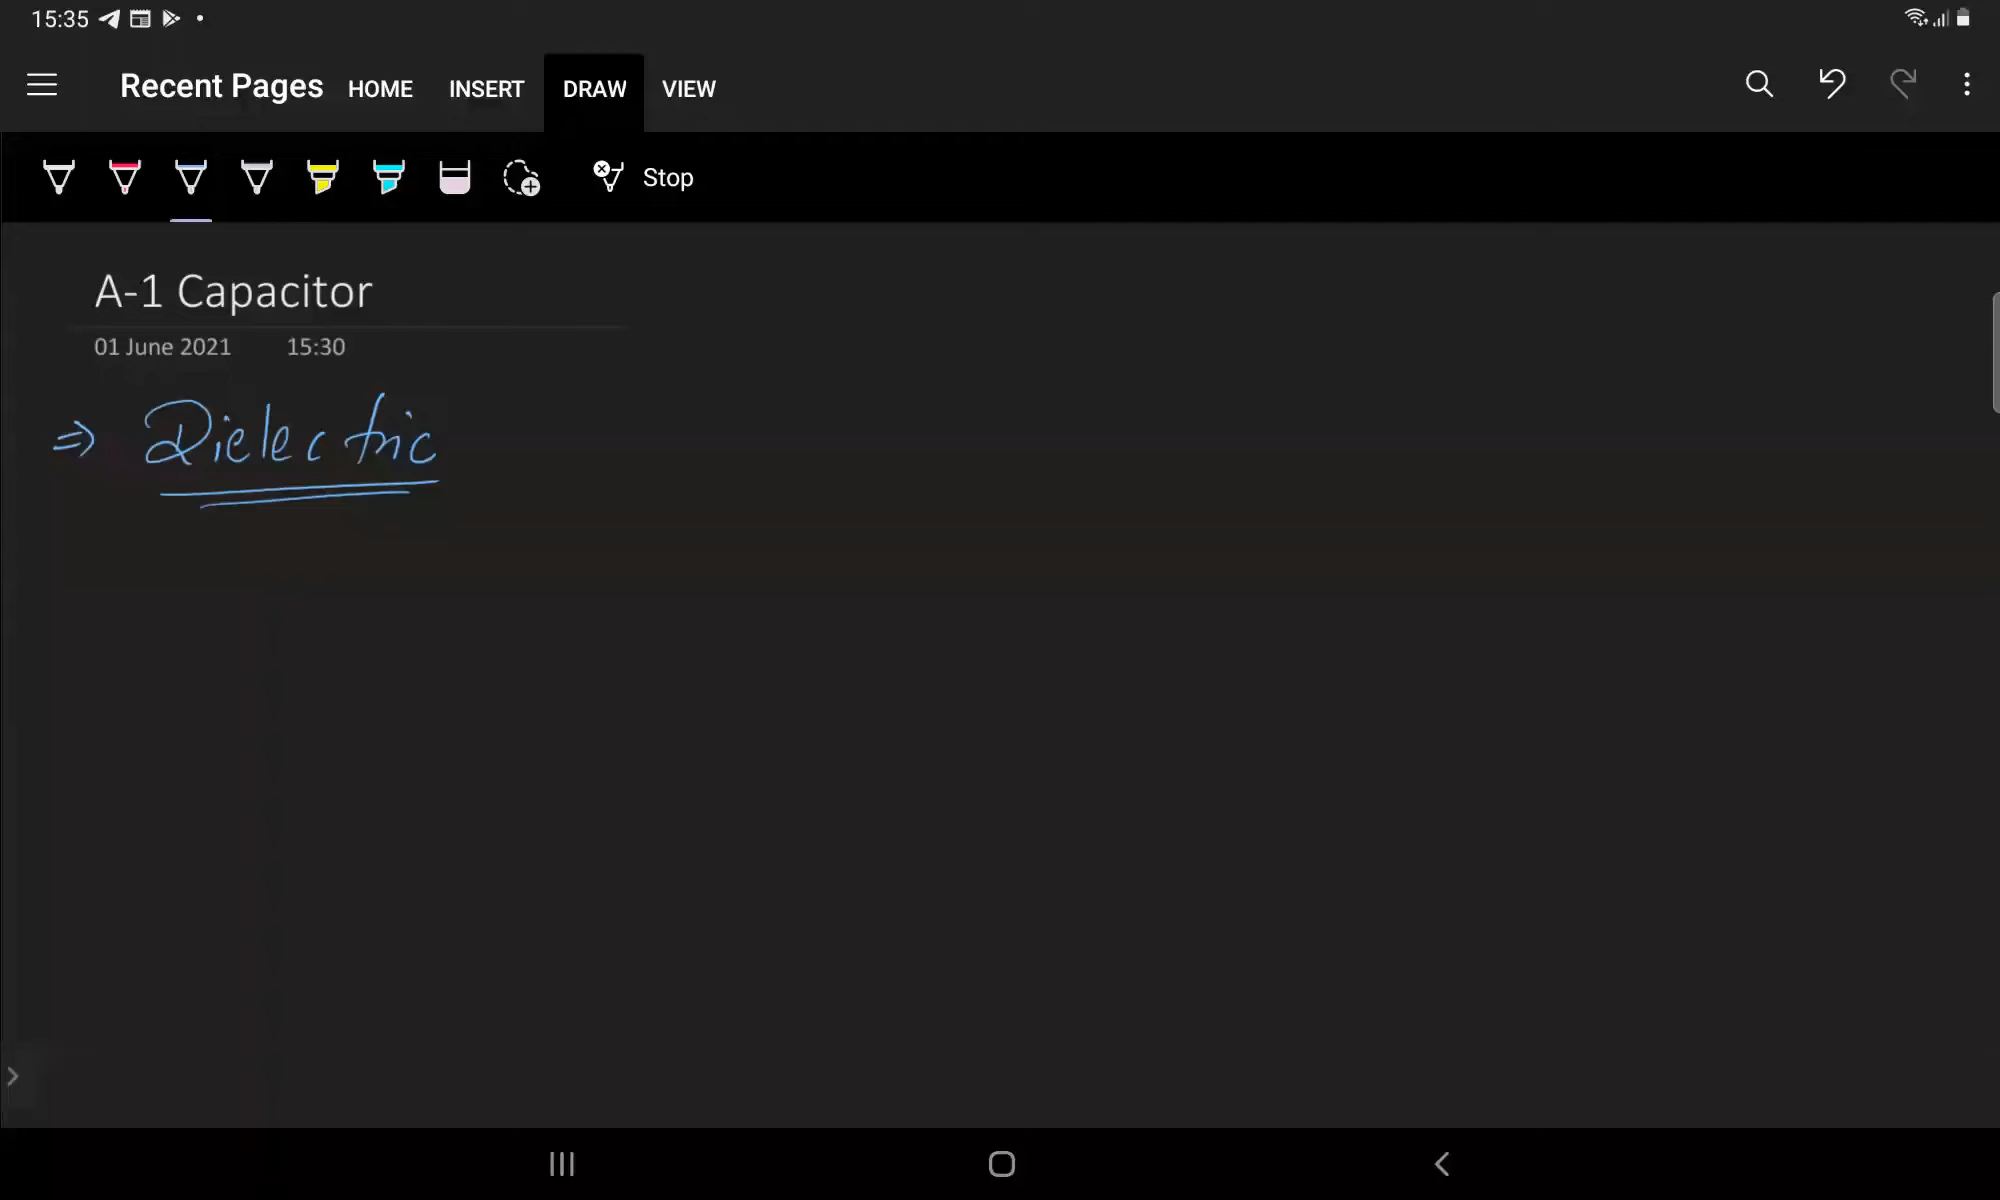 15:35
Recent Pages HOME INSERT DRAW VIEW
Stop
A-1 Capacitor
01 June 2021 15:30
⇒ Dielectric